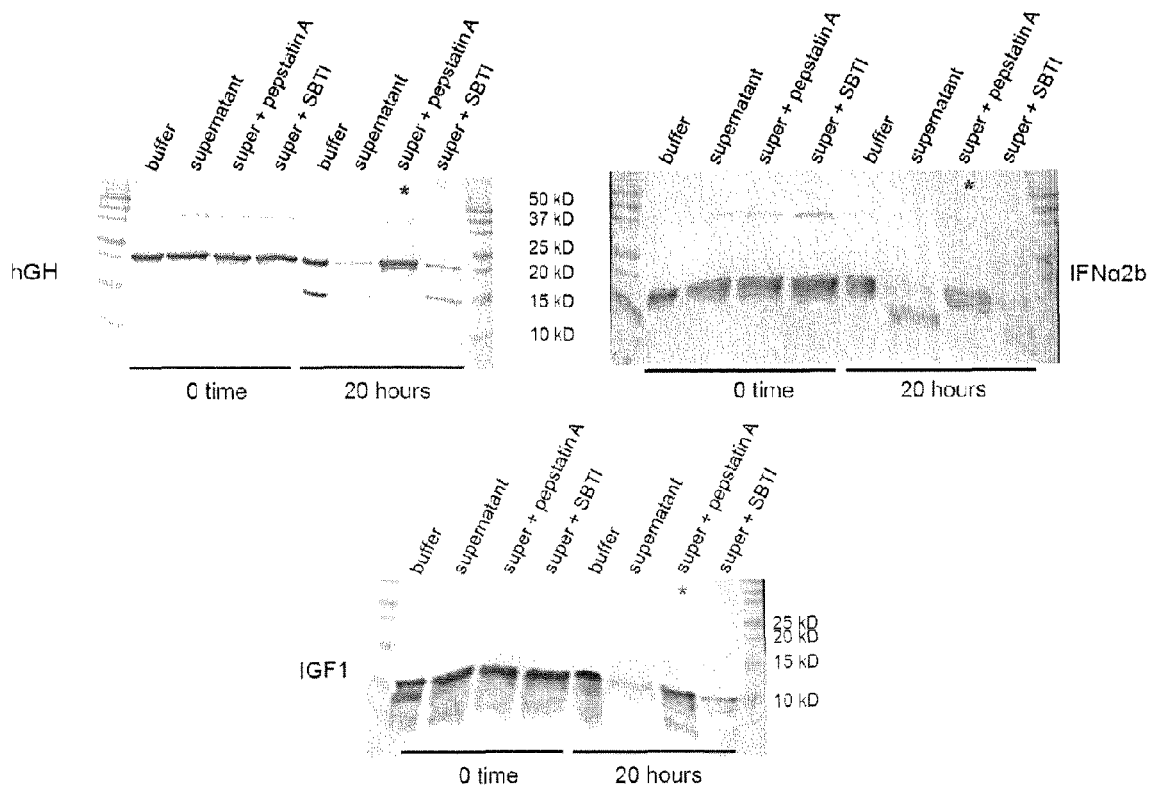 buffer
supernatant
super + pepstatin A
super + SBTI
buffer
supernatant
super + pepstatin A
super + SBTI
*
hGH
50 kD
37 kD
25 kD
20 kD
15 kD
10 kD
0 time
20 hours
buffer
supernatant
super + pepstatin A
super + SBTI
buffer
supernatant
super + pepstatin A
super + SBTI
*
IFNα2b
0 time
20 hours
buffer
supernatant
super + pepstatin A
super + SBTI
buffer
supernatant
super + pepstatin A
super + SBTI
*
IGF1
25 kD
20 kD
15 kD
10 kD
0 time
20 hours